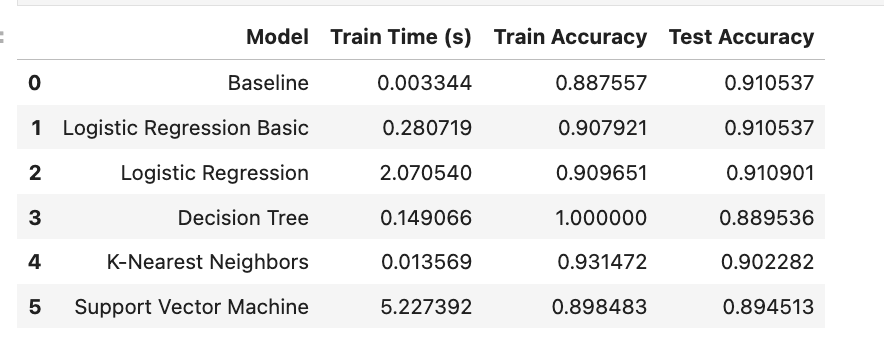 Model Train Time (s) Train Accuracy Test Accuracy
0 Baseline 0.003344 0.887557 0.910537
1 Logistic Regression Basic 0.280719 0.907921 0.910537
2 Logistic Regression 2.070540 0.909651 0.910901
3 Decision Tree 0.149066 1.000000 0.889536
4 K-Nearest Neighbors 0.013569 0.931472 0.902282
5 Support Vector Machine 5.227392 0.898483 0.894513